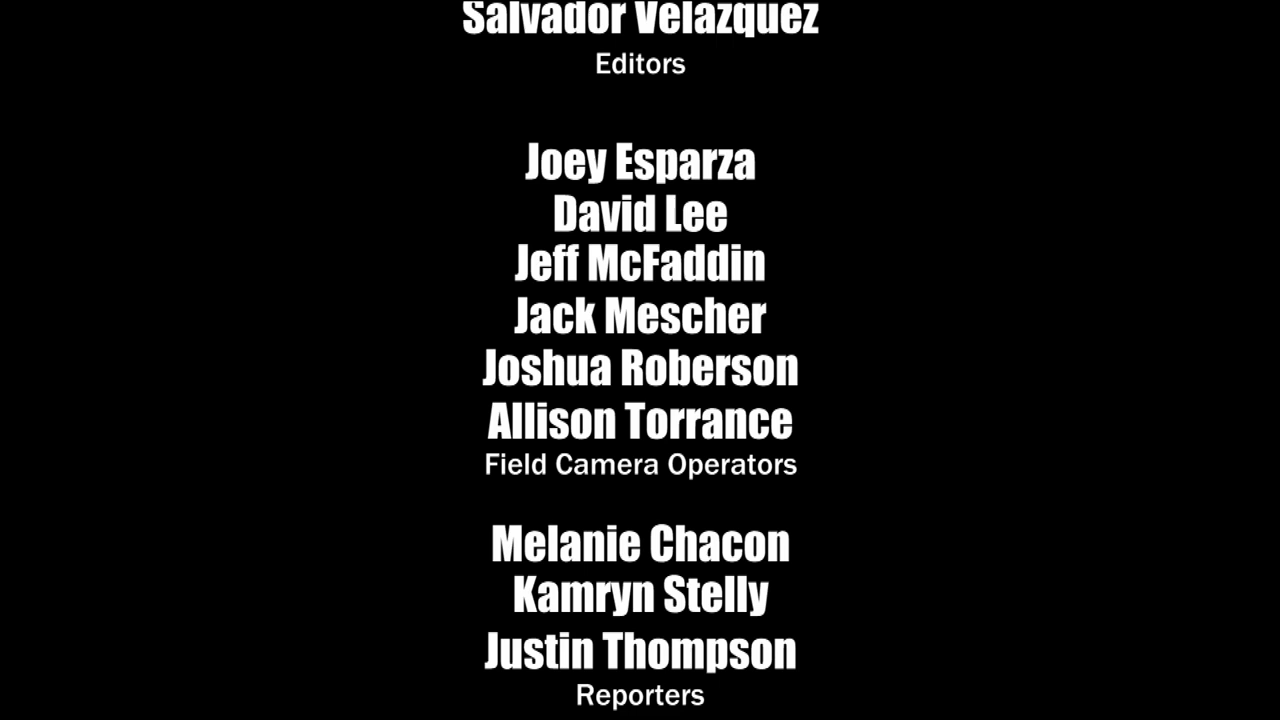 Salvador Velazquez
Editors
Joey Esparza
David Lee
Jeff McFaddin
Jack Mescher
Joshua Roberson
Allison Torrance
Field Camera Operators
Melanie Chacon
Kamryn Stelly
Justin Thompson
Reporters